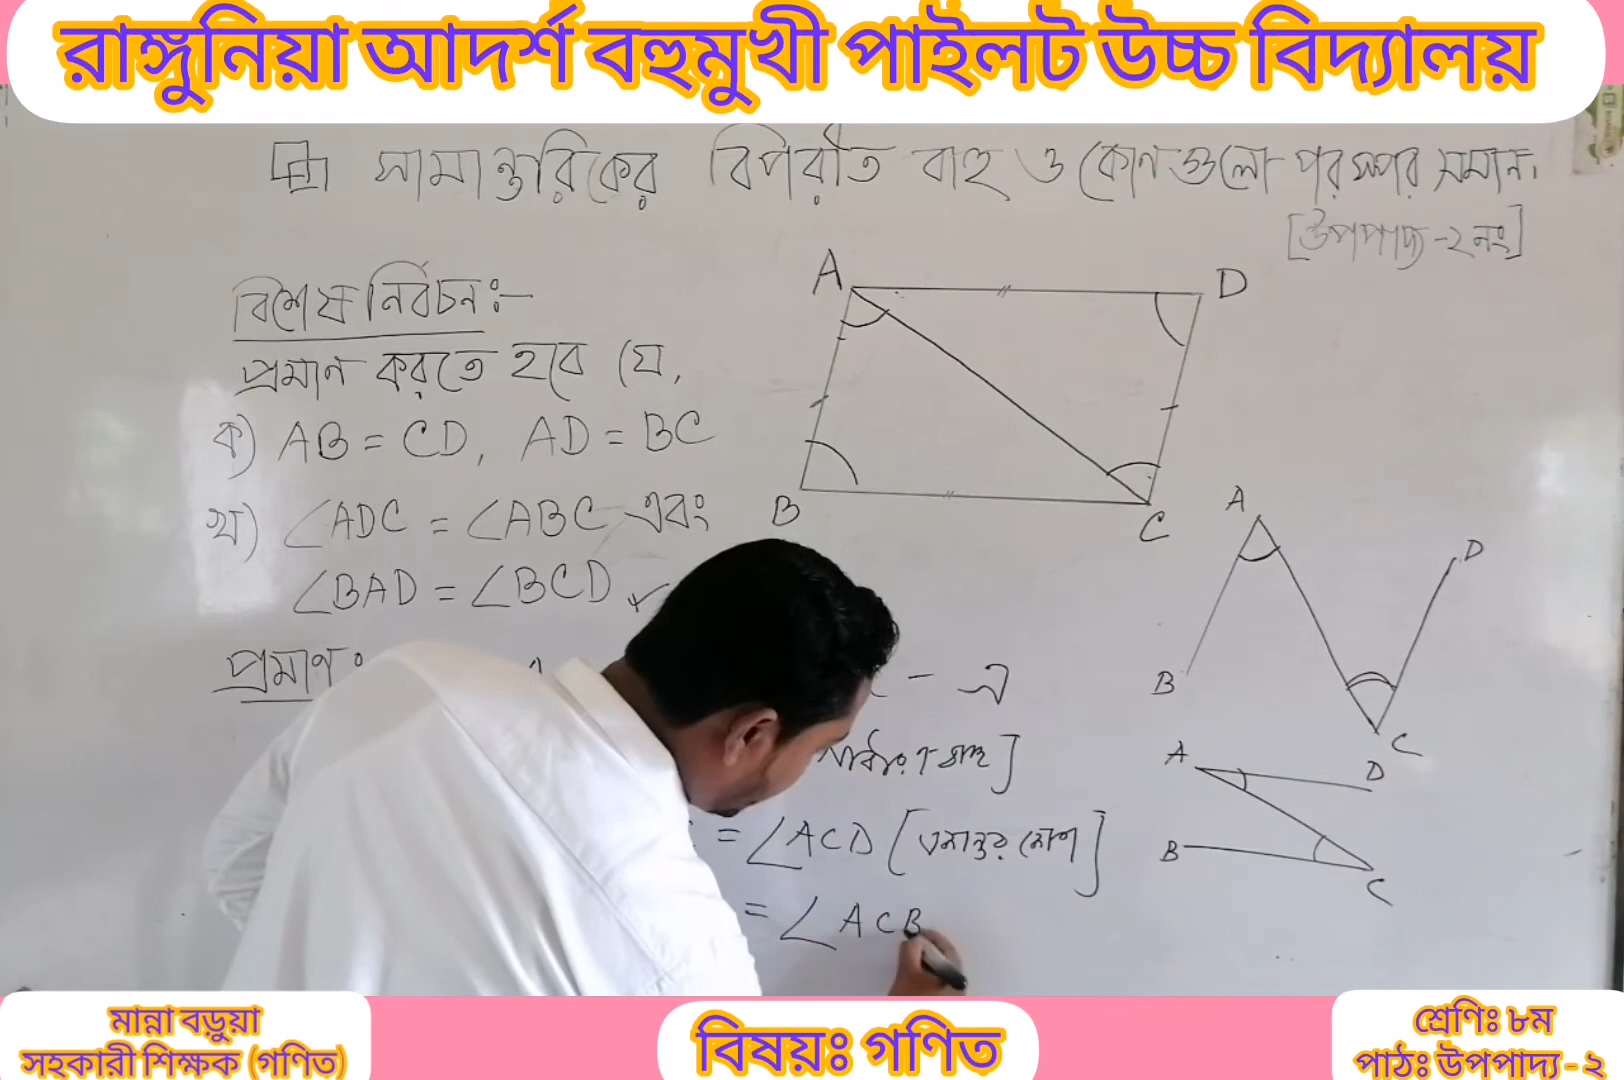 রাঙ্গুনিয়া আদর্শ বহুমুখী পাইলট উচ্চ বিদ্যালয়
সামান্তরিকের বিপরীত বাহু ও কোণগুলো পরস্পর সমান।
[উপপাদ্য-২নং]
বিশেষ নির্বচন:-
প্রমান করতে হবে যে,
ক) AB = CD, AD = BC
খ) ∠ADC = ∠ABC এবং
∠BAD = ∠BCD
প্রমাণ:
- এ
সাধারণ বাহু]
= ∠ACD [একান্তর কোণ]
= ∠ACB
A
D
B
C
A
D
B
C
A
D
B
C
মান্না বড়ুয়া
সহকারী শিক্ষক (গণিত)
বিষয়ঃ গণিত
শ্রেণিঃ ৮ম
পাঠঃ উপপাদ্য - ২